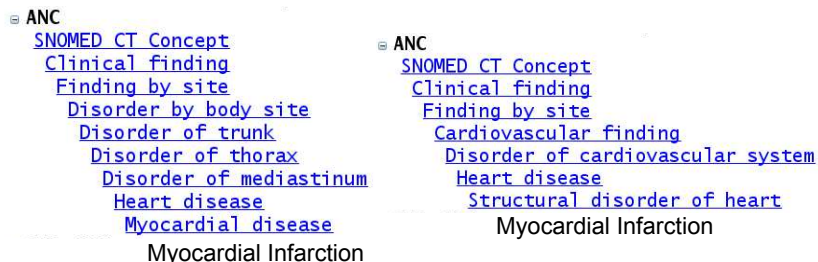 ANC
SNOMED CT Concept
Clinical finding
Finding by site
Disorder by body site
Disorder of trunk
Disorder of thorax
Disorder of mediastinum
Heart disease
Myocardial disease
Myocardial Infarction
ANC
SNOMED CT Concept
Clinical finding
Finding by site
Cardiovascular finding
Disorder of cardiovascular system
Heart disease
Structural disorder of heart
Myocardial Infarction